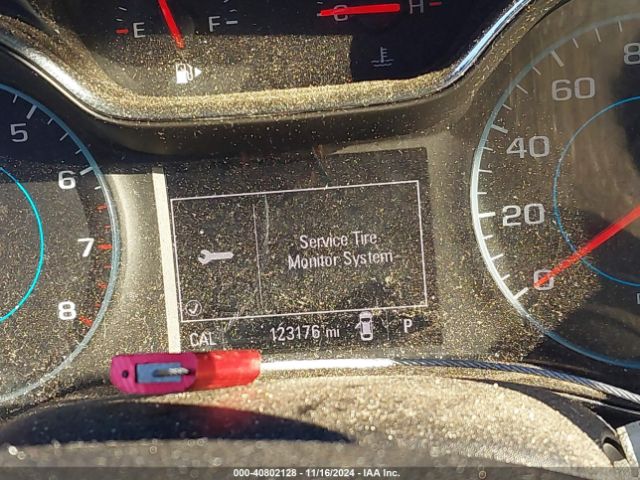 E F C H
5
6
7
8
80
60
40
20
0
Service Tire
Monitor System
CAL 123176 mi P
000-40802128 - 11/16/2024 - IAA Inc.